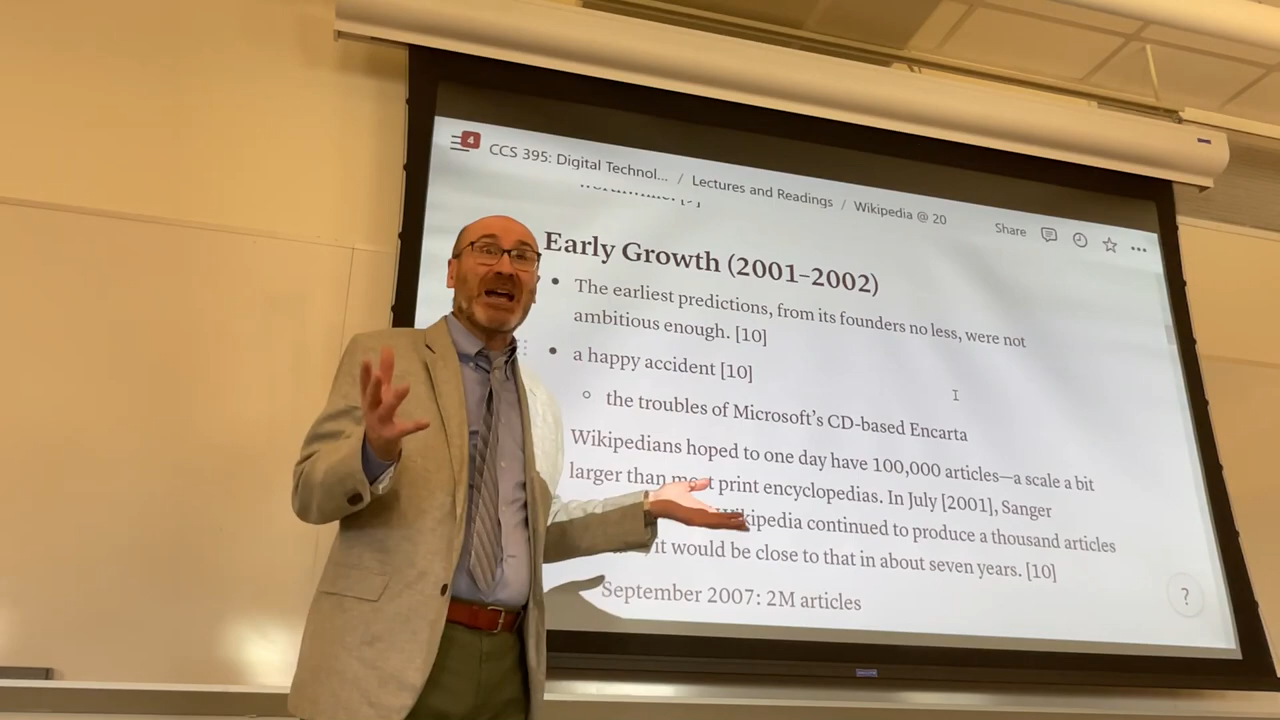 4
CCS 395: Digital Technol... / Lectures and Readings / Wikipedia @ 20
Share
Early Growth (2001–2002)
• The earliest predictions, from its founders no less, were not
ambitious enough. [10]
• a happy accident [10]
◦ the troubles of Microsoft's CD-based Encarta
Wikipedians hoped to one day have 100,000 articles—a scale a bit
larger than most print encyclopedias. In July [2001], Sanger
Wikipedia continued to produce a thousand articles
it would be close to that in about seven years. [10]
September 2007: 2M articles
?